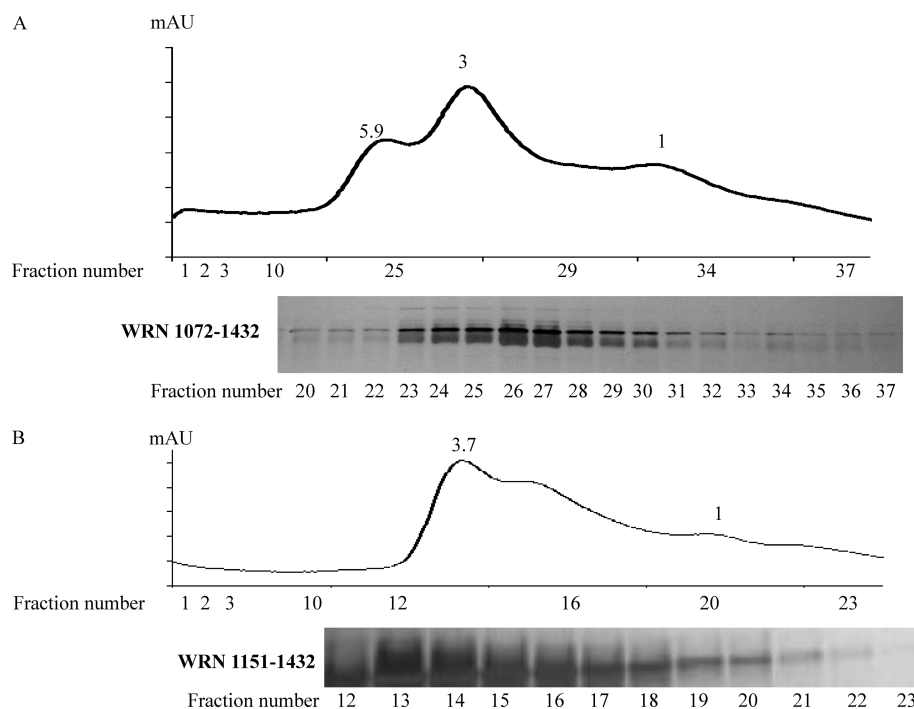 A
mAU
3
5.9
1
Fraction number 1 2 3 10 25 29 34 37
WRN 1072-1432
Fraction number 20 21 22 23 24 25 26 27 28 29 30 31 32 33 34 35 36 37
B
mAU
3.7
1
Fraction number 1 2 3 10 12 16 20 23
WRN 1151-1432
Fraction number 12 13 14 15 16 17 18 19 20 21 22 23